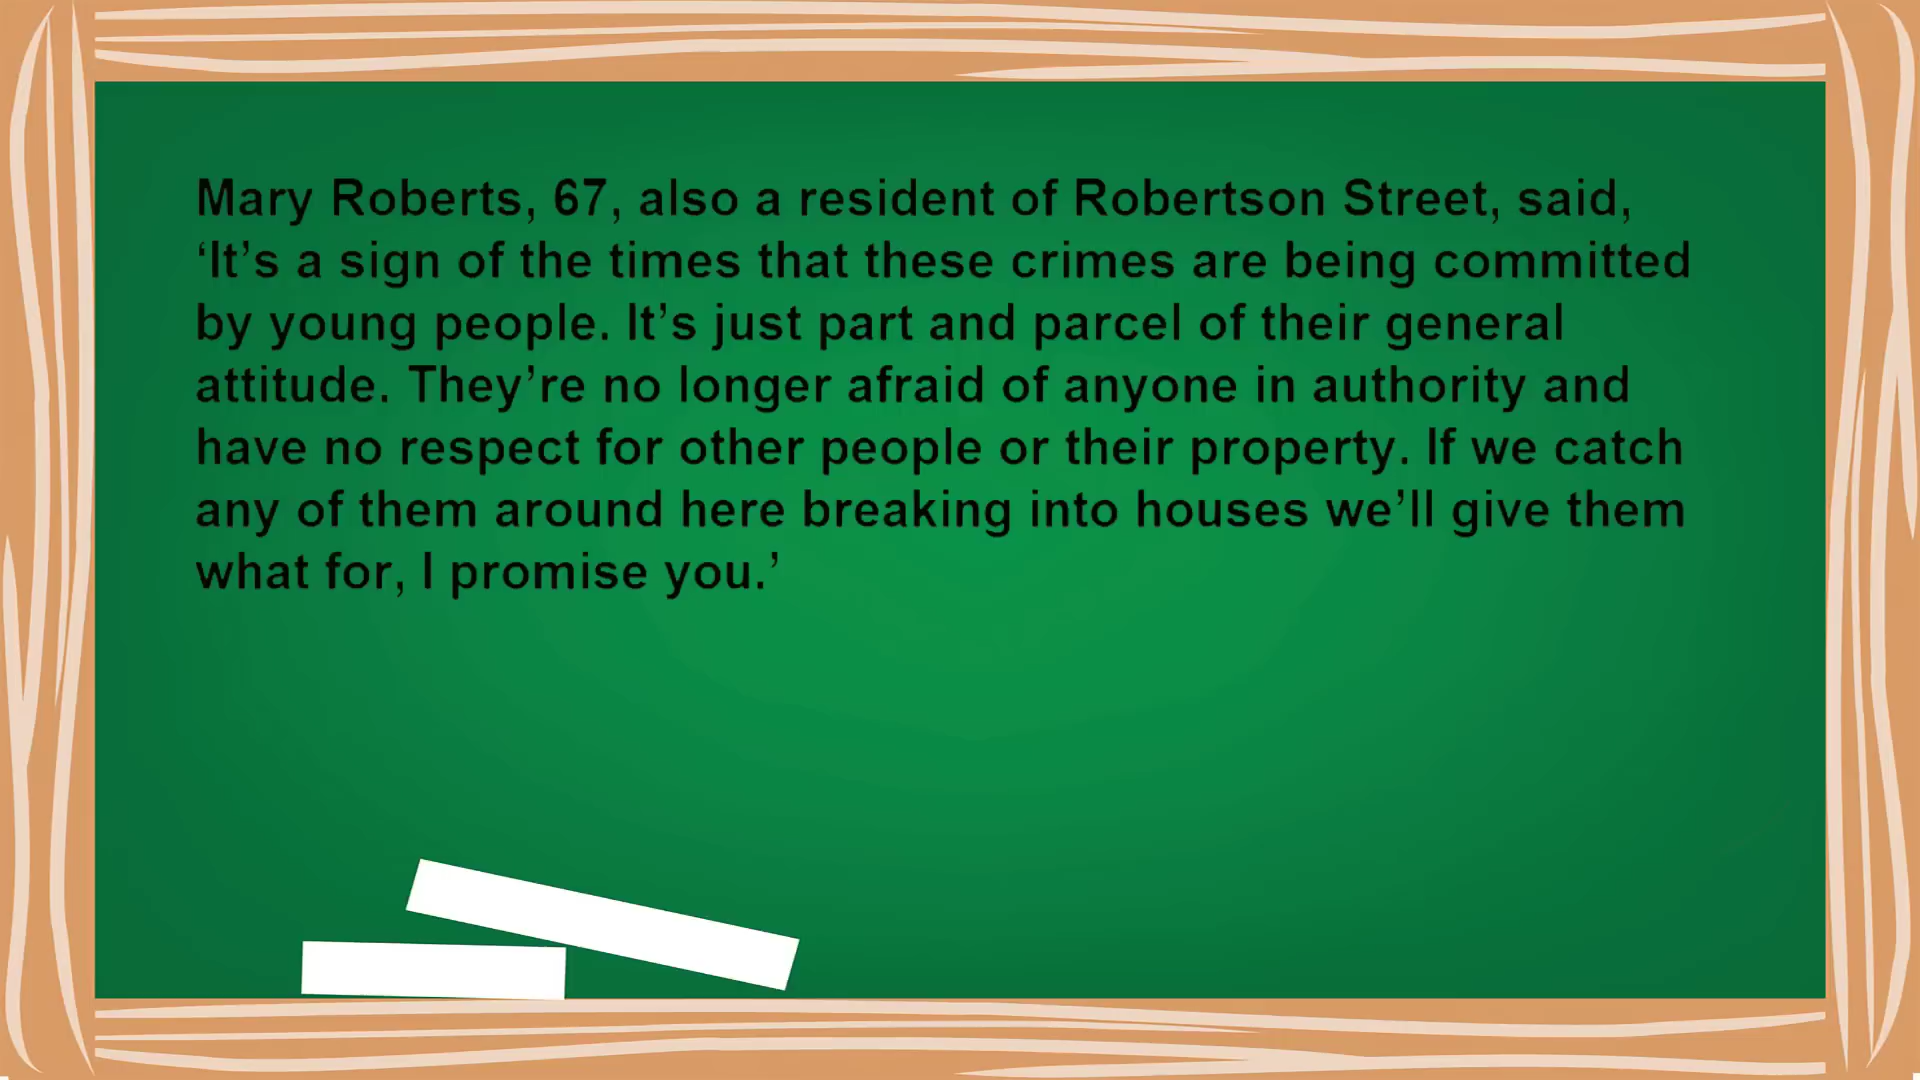 Mary Roberts, 67, also a resident of Robertson Street, said,
‘It’s a sign of the times that these crimes are being committed
by young people. It’s just part and parcel of their general
attitude. They’re no longer afraid of anyone in authority and
have no respect for other people or their property. If we catch
any of them around here breaking into houses we’ll give them
what for, I promise you.’